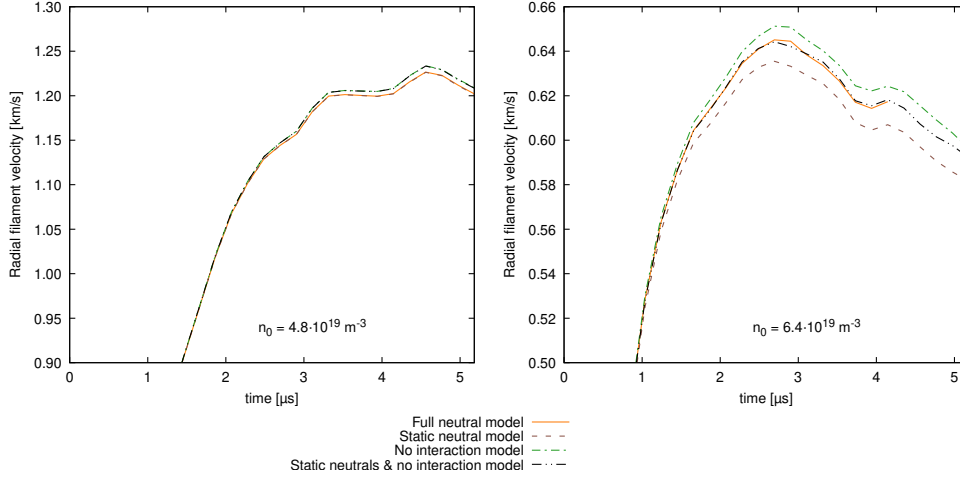 Radial filament velocity [km/s]
1.30
1.25
1.20
1.15
1.10
1.05
1.00
0.95
0.90
0 1 2 3 4 5
time [μs]
n0 = 4.8·10^19 m^-3
Radial filament velocity [km/s]
0.66
0.64
0.62
0.60
0.58
0.56
0.54
0.52
0.50
0 1 2 3 4 5
time [μs]
n0 = 6.4·10^19 m^-3
Full neutral model
Static neutral model
No interaction model
Static neutrals & no interaction model